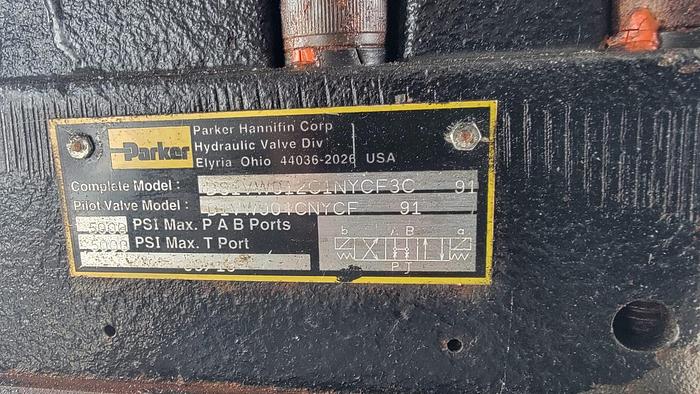 Parker
Parker Hannifin Corp
Hydraulic Valve Div
Elyria Ohio 44036-2026 USA
Complete Model : 91
Pilot Valve Model : D1VW004CNYCF 91
5000 PSI Max. P A B Ports
5000 PSI Max. T Port
b A B a